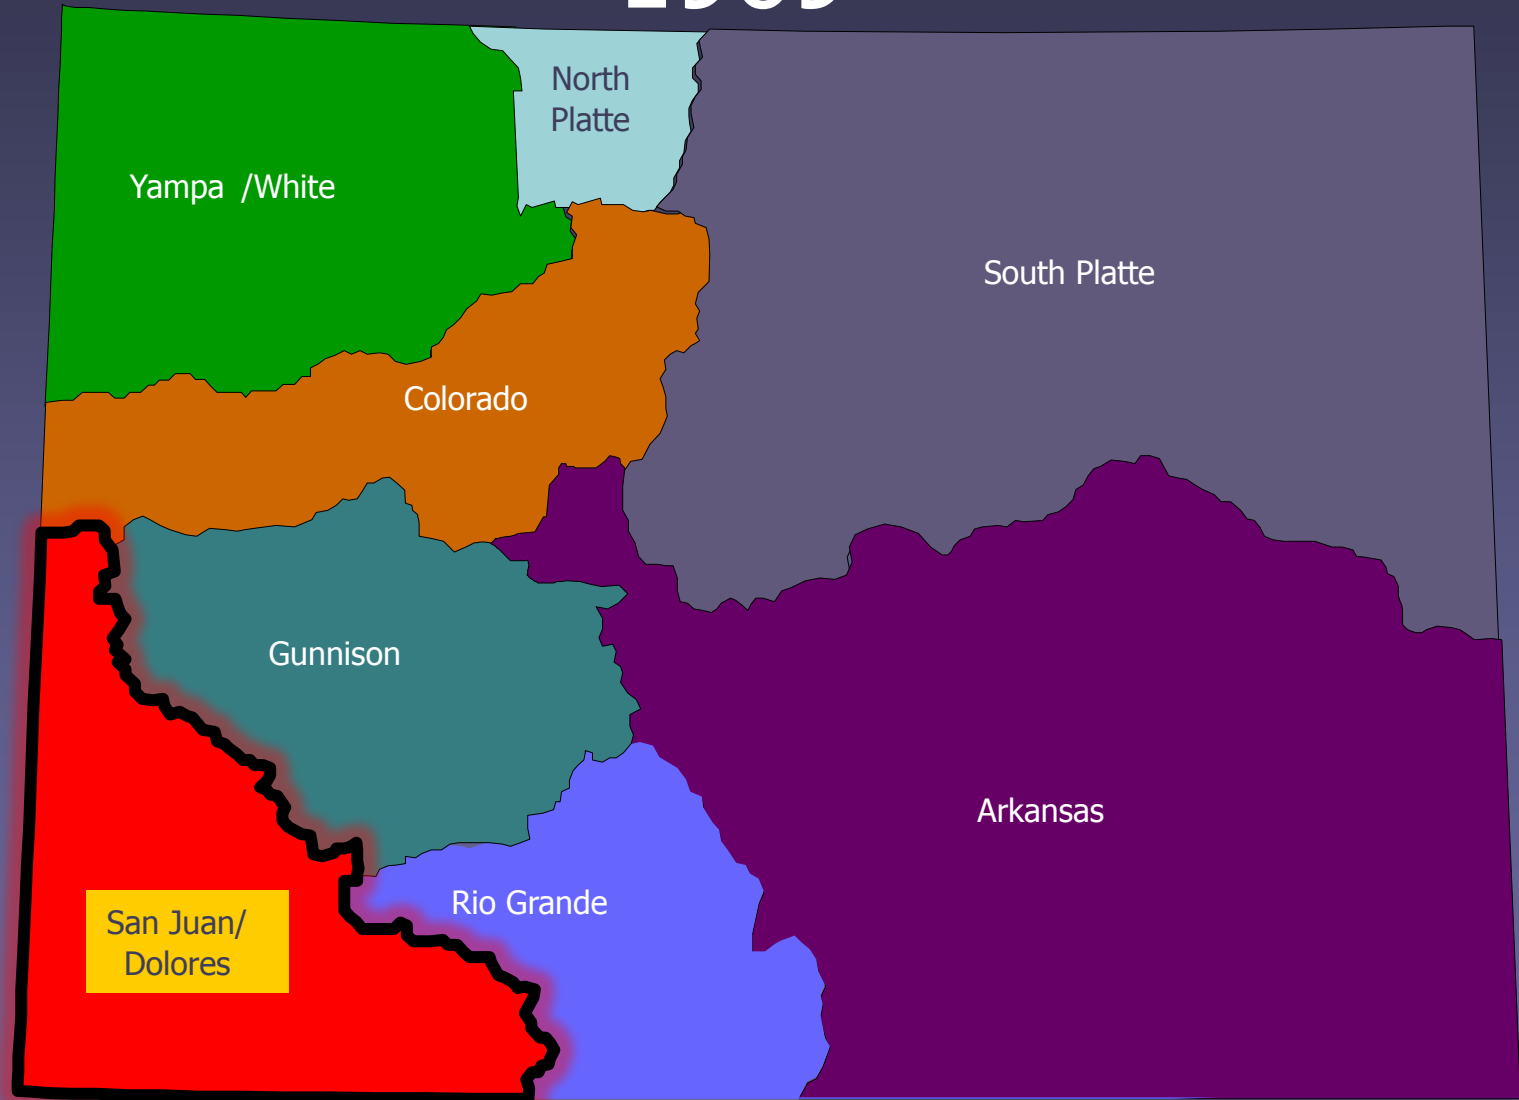 North
Platte
Yampa /White
South Platte
Colorado
Gunnison
Arkansas
Rio Grande
San Juan/
Dolores